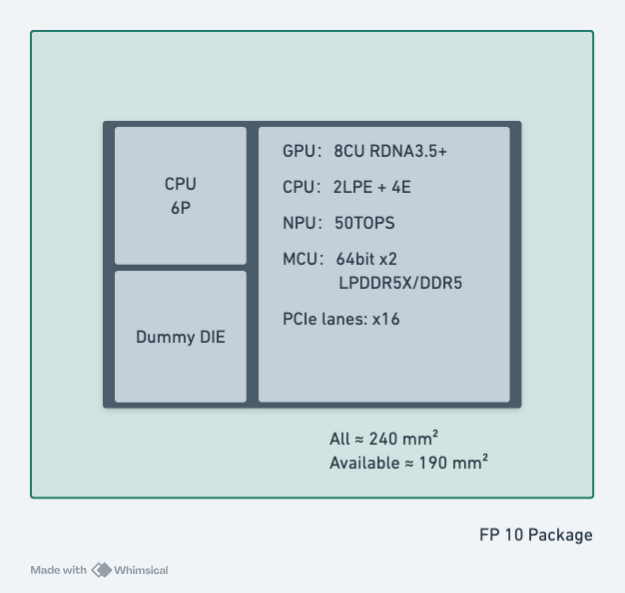 CPU
6P
Dummy DIE
GPU: 8CU RDNA3.5+
CPU: 2LPE + 4E
NPU: 50TOPS
MCU: 64bit x2
LPDDR5X/DDR5
PCIe lanes: x16
All ≈ 240 mm²
Available ≈ 190 mm²
FP 10 Package
Made with Whimsical